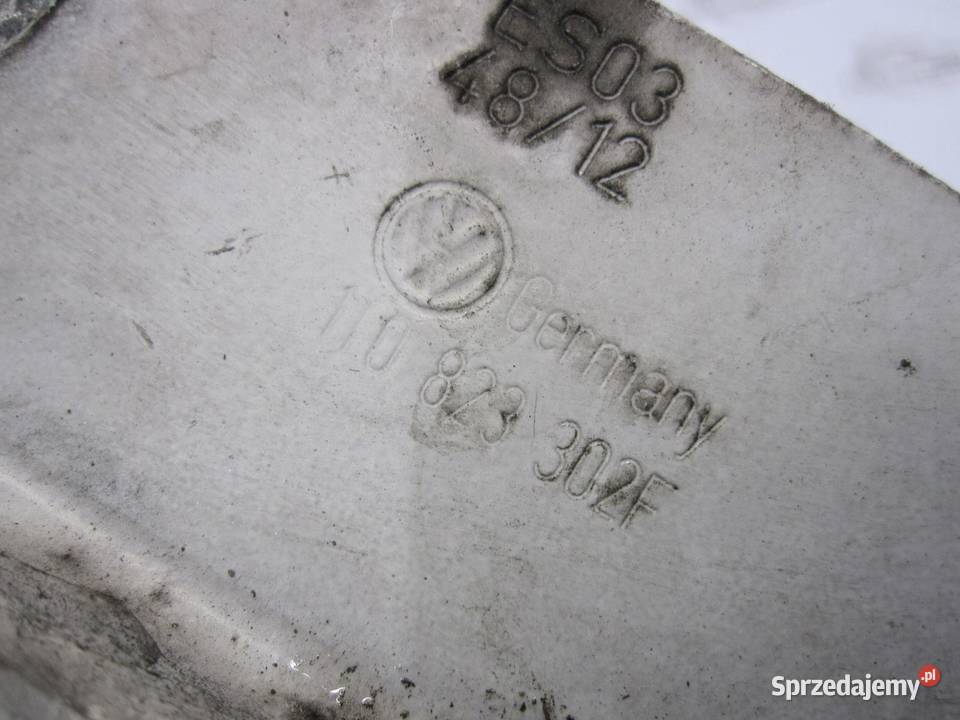 ES03
48/12
Germany
823 302F
Sprzedajemy.pl